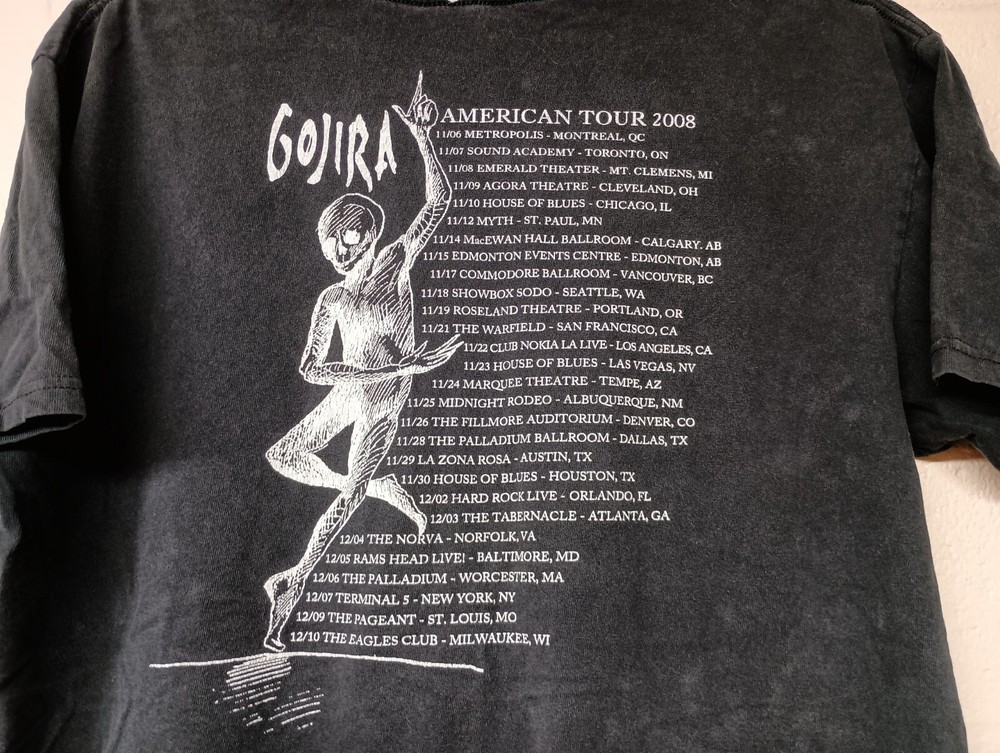 GOJIRA
AMERICAN TOUR 2008
11/06 METROPOLIS - MONTREAL, QC
11/07 SOUND ACADEMY - TORONTO, ON
11/08 EMERALD THEATER - MT. CLEMENS, MI
11/09 AGORA THEATRE - CLEVELAND, OH
11/10 HOUSE OF BLUES - CHICAGO, IL
11/12 MYTH - ST. PAUL, MN
11/14 MacEWAN HALL BALLROOM - CALGARY. AB
11/15 EDMONTON EVENTS CENTRE - EDMONTON, AB
11/17 COMMODORE BALLROOM - VANCOUVER, BC
11/18 SHOWBOX SODO - SEATTLE, WA
11/19 ROSELAND THEATRE - PORTLAND, OR
11/21 THE WARFIELD - SAN FRANCISCO, CA
11/22 CLUB NOKIA LA LIVE - LOS ANGELES, CA
11/23 HOUSE OF BLUES - LAS VEGAS, NV
11/24 MARQUEE THEATRE - TEMPE, AZ
11/25 MIDNIGHT RODEO - ALBUQUERQUE, NM
11/26 THE FILLMORE AUDITORIUM - DENVER, CO
11/28 THE PALLADIUM BALLROOM - DALLAS, TX
11/29 LA ZONA ROSA - AUSTIN, TX
11/30 HOUSE OF BLUES - HOUSTON, TX
12/02 HARD ROCK LIVE - ORLANDO, FL
12/03 THE TABERNACLE - ATLANTA, GA
12/04 THE NORVA - NORFOLK, VA
12/05 RAMS HEAD LIVE! - BALTIMORE, MD
12/06 THE PALLADIUM - WORCESTER, MA
12/07 TERMINAL 5 - NEW YORK, NY
12/09 THE PAGEANT - ST. LOUIS, MO
12/10 THE EAGLES CLUB - MILWAUKEE, WI